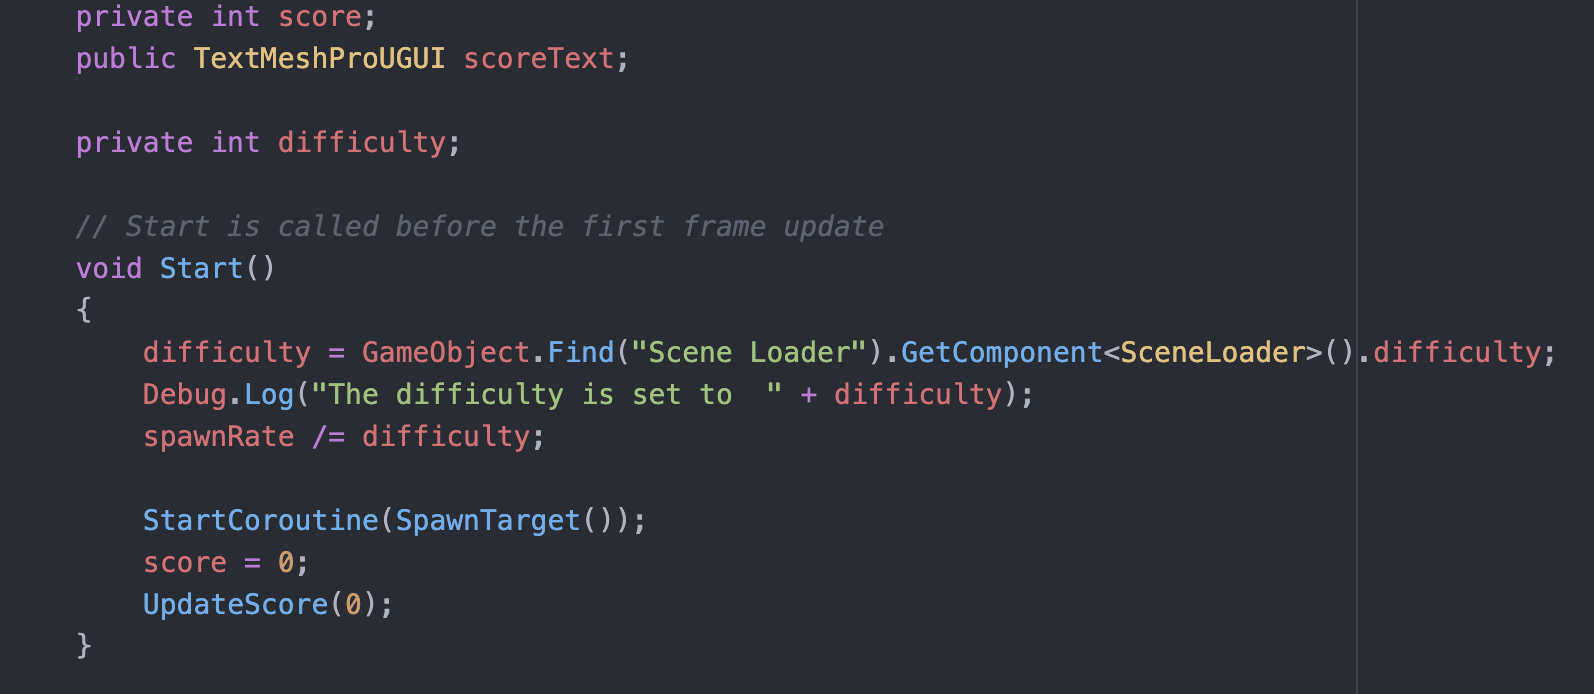 private int score;
public TextMeshProUGUI scoreText;
private int difficulty;
// Start is called before the first frame update
void Start()
{
difficulty = GameObject.Find("Scene Loader").GetComponent<SceneLoader>().difficulty;
Debug.Log("The difficulty is set to  " + difficulty);
spawnRate /= difficulty;
StartCoroutine(SpawnTarget());
score = 0;
UpdateScore(0);
}